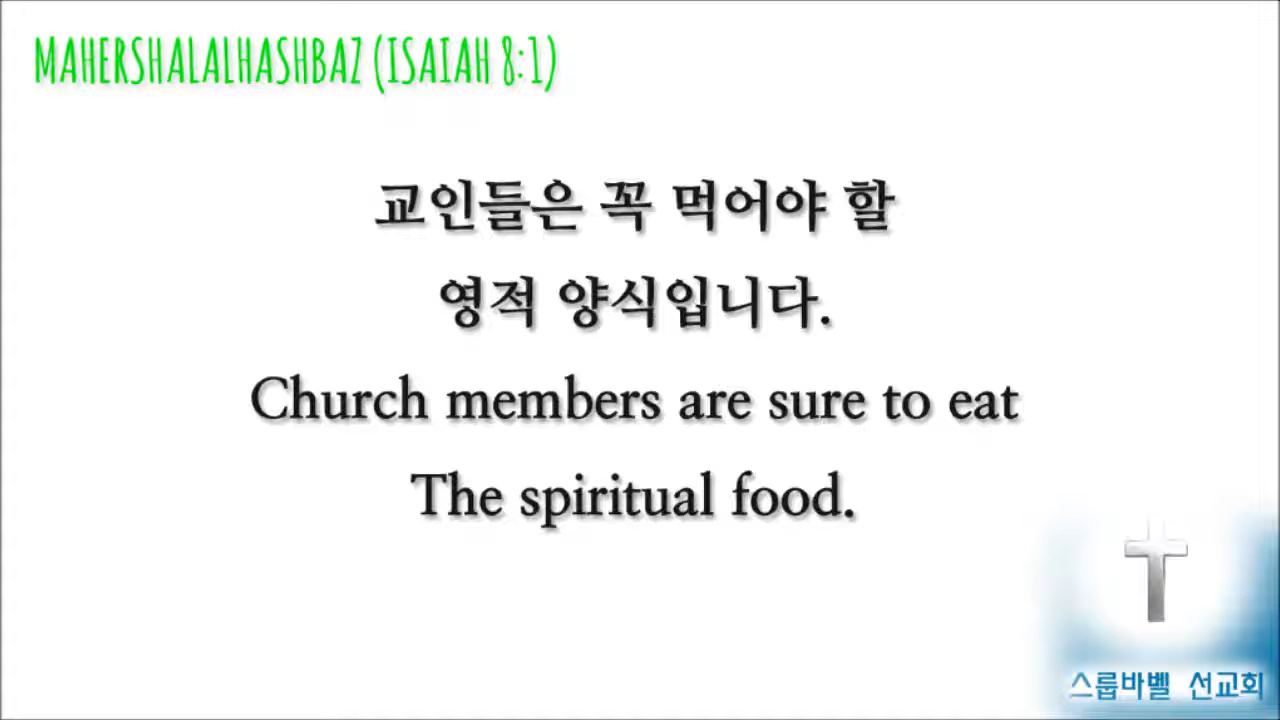 MAHERSHALALHASHBAZ (ISAIAH 8:1)
교인들은 꼭 먹어야 할
영적 양식입니다.
Church members are sure to eat
The spiritual food.
스룹바벨 선교회